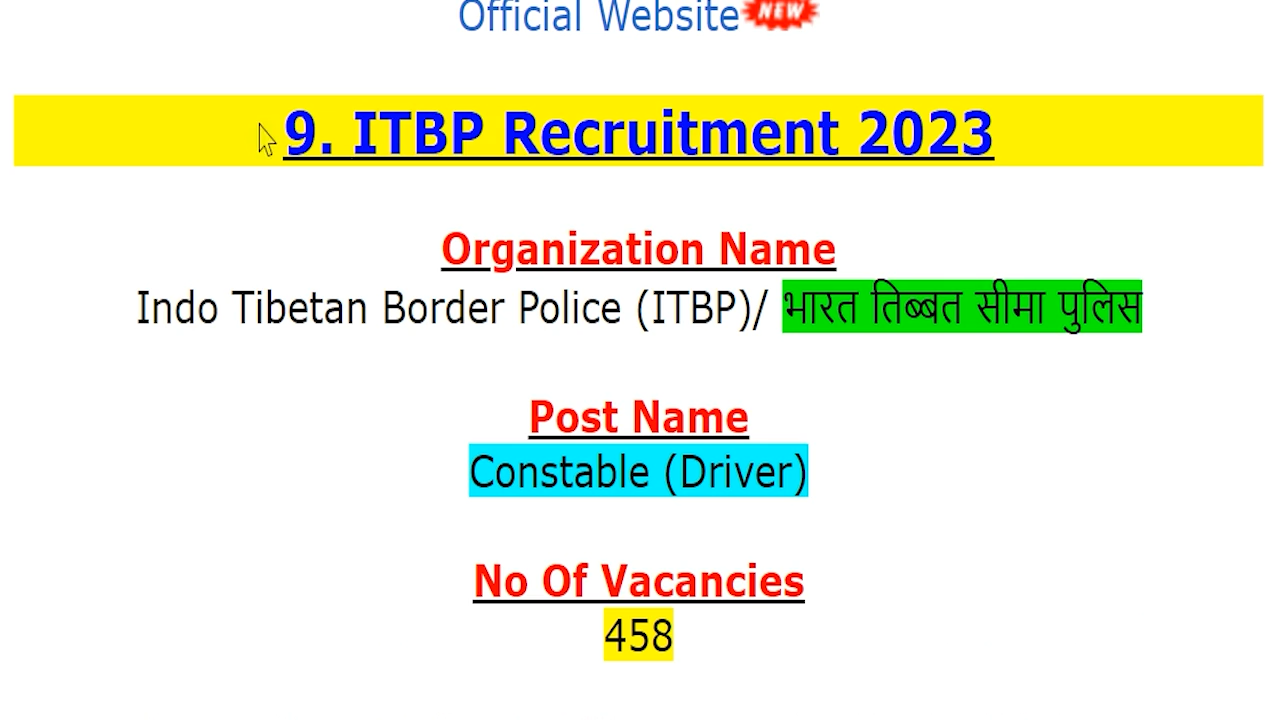 Official Website NEW
9. ITBP Recruitment 2023
Organization Name
Indo Tibetan Border Police (ITBP)/ भारत तिब्बत सीमा पुलिस
Post Name
Constable (Driver)
No Of Vacancies
458